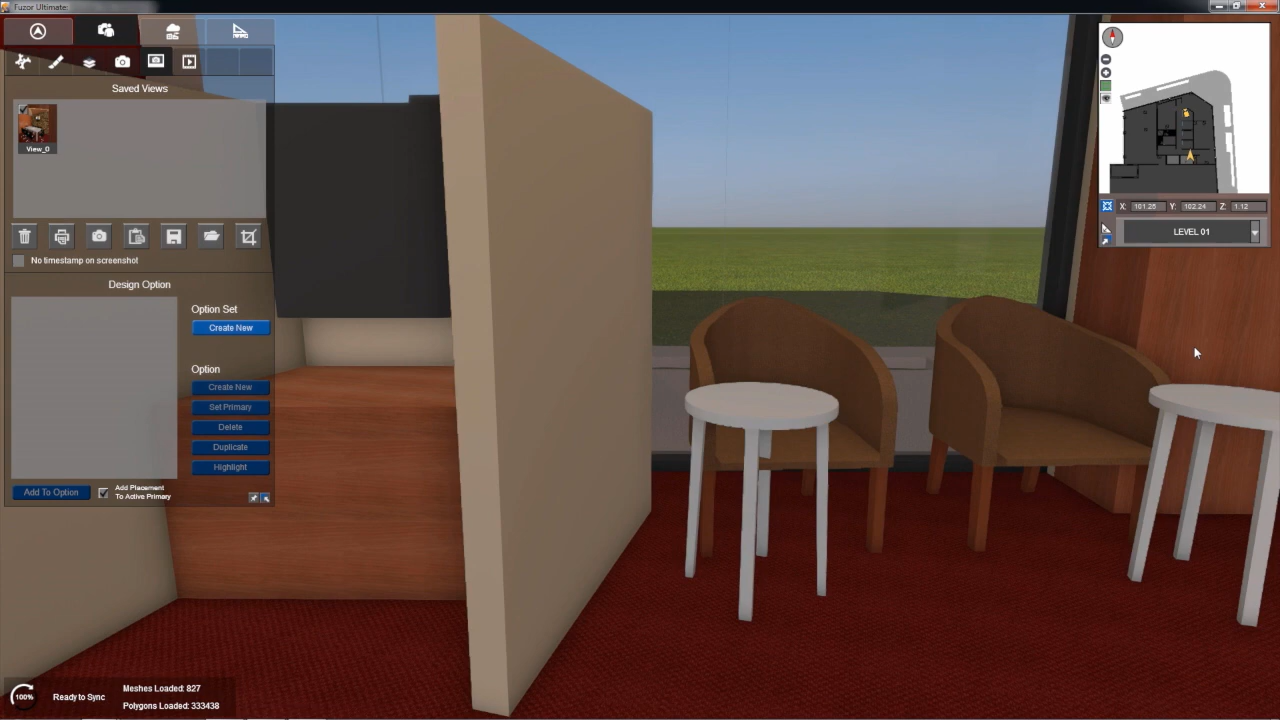 Fuzor Ultimate:
Saved Views
View_0
No timestamp on screenshot
Design Option
Option Set
Create New
Option
Create New
Set Primary
Delete
Duplicate
Highlight
Add To Option
Add Placement
To Active Primary
X: 101.26 Y: 102.24 Z: 1.12
LEVEL 01
100%
Ready to Sync
Meshes Loaded: 827
Polygons Loaded: 333438